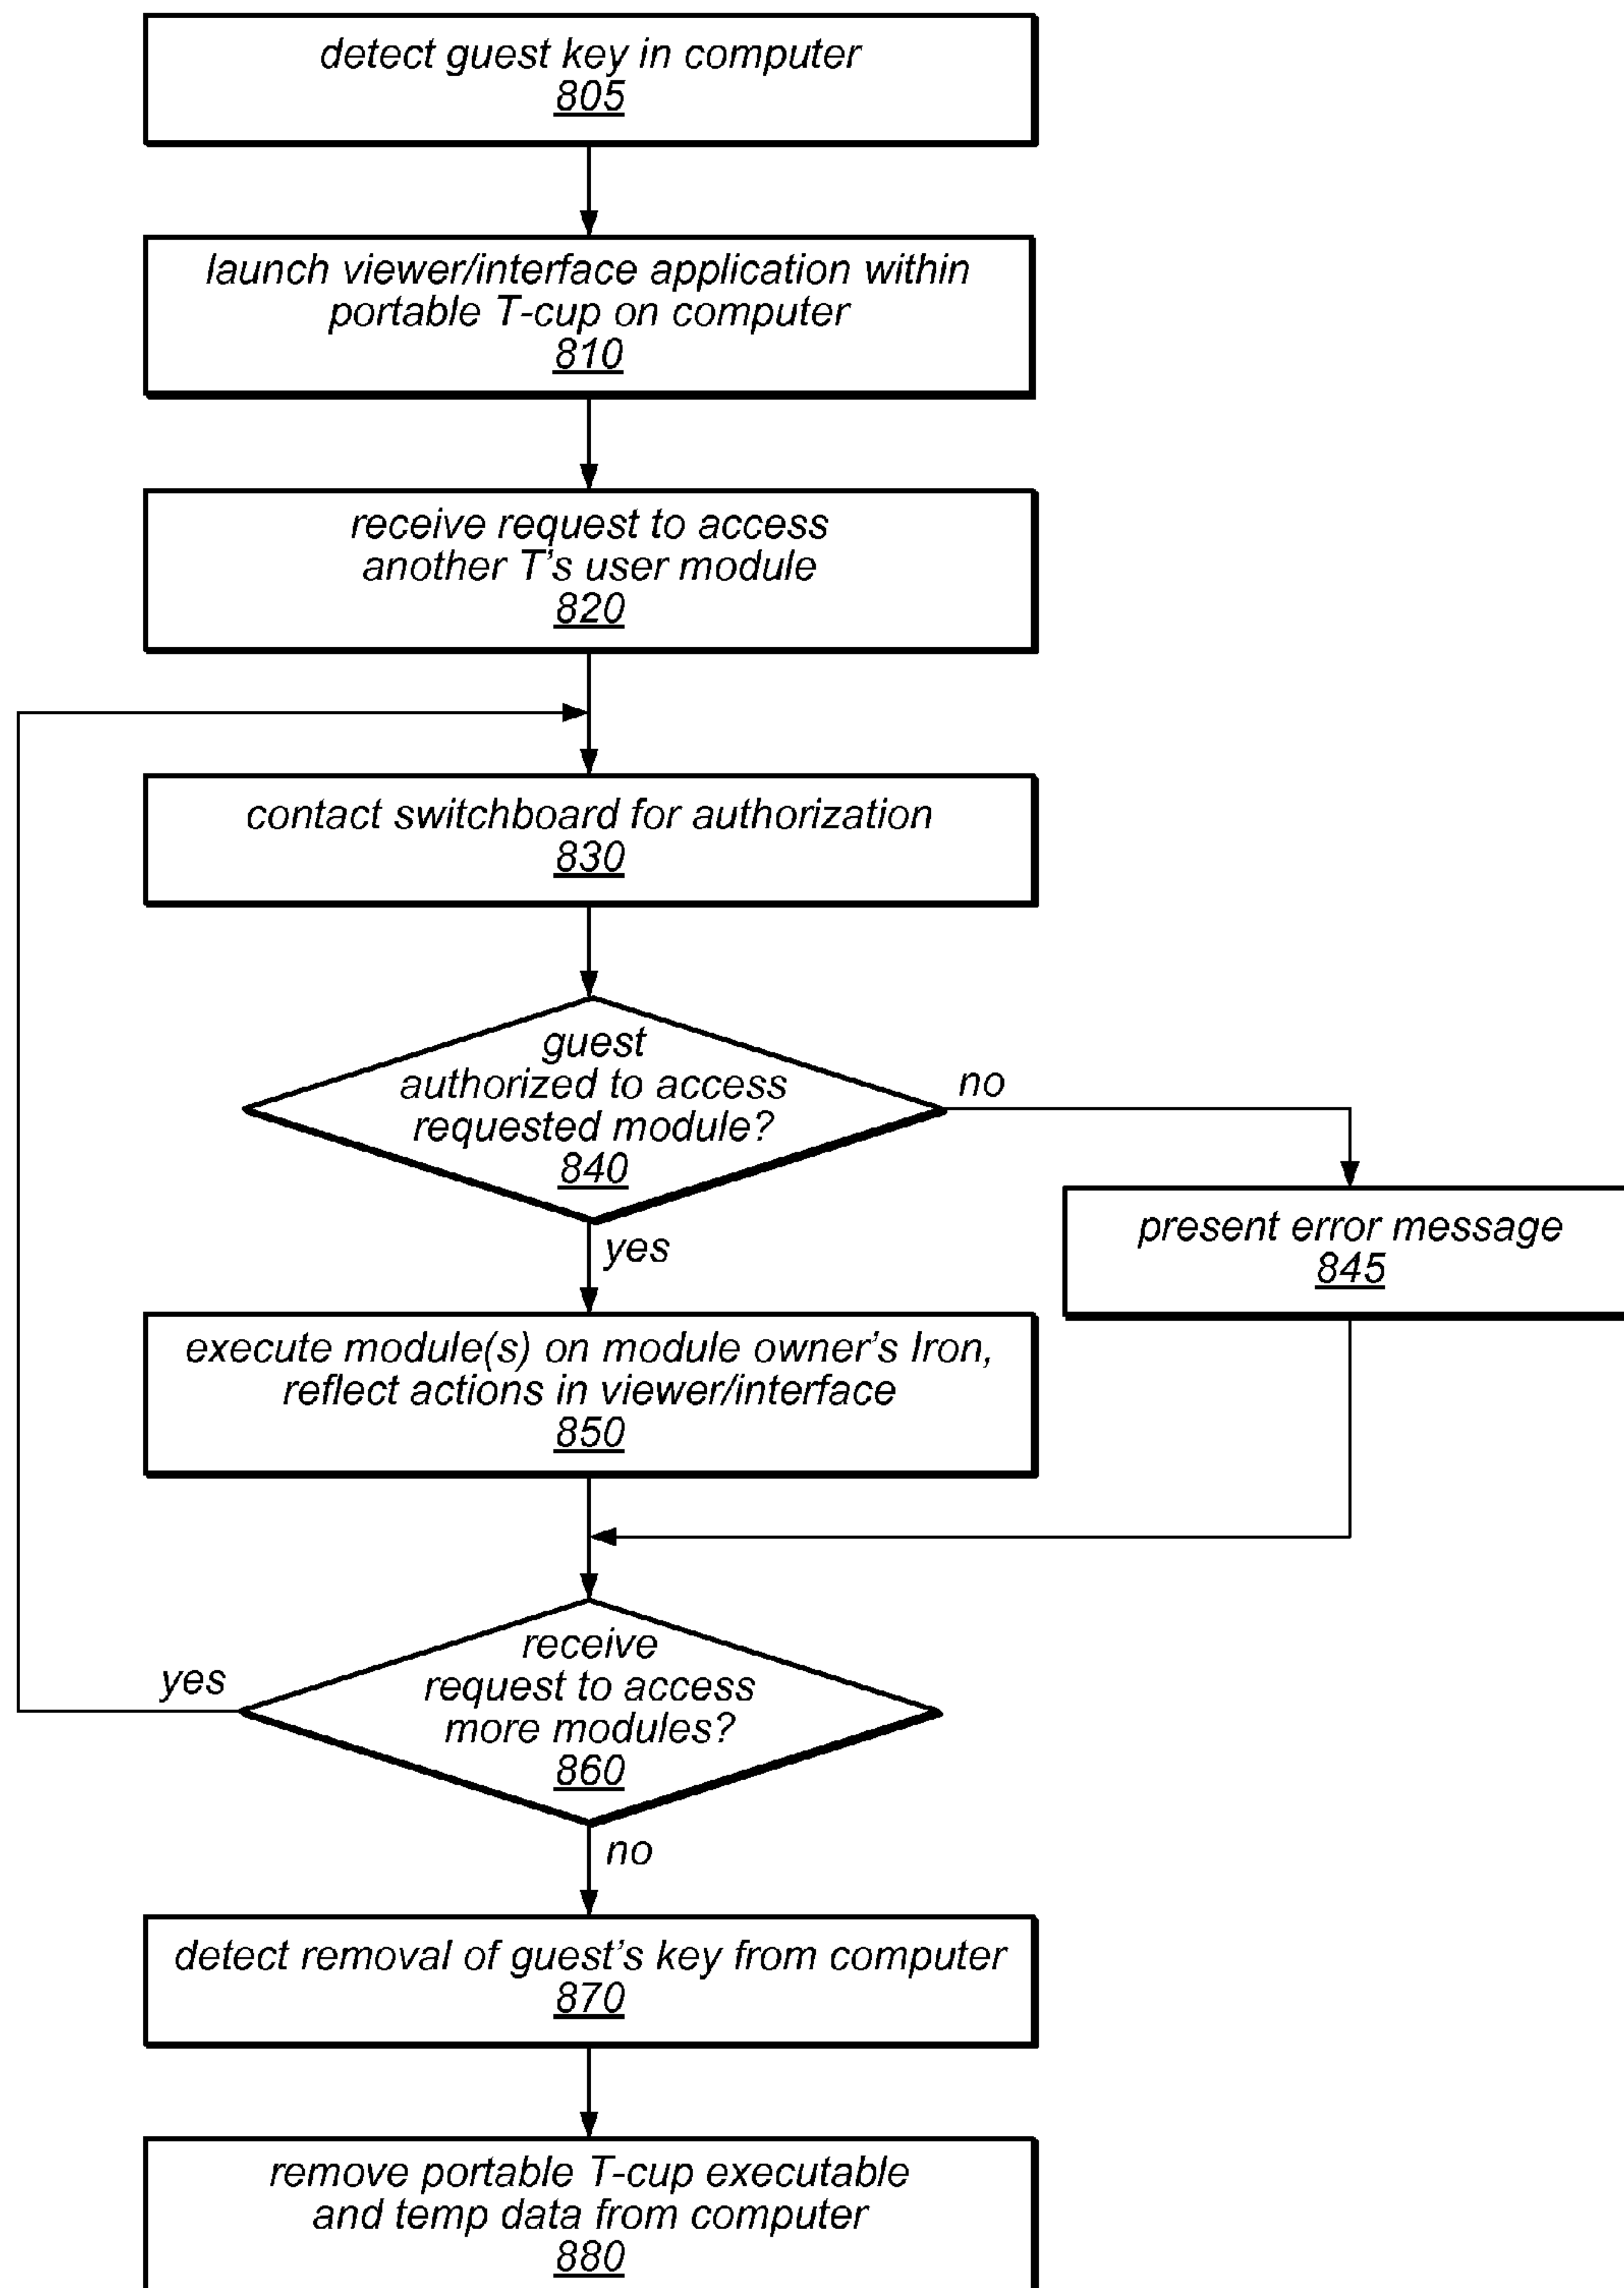 detect guest key in computer
805
launch viewer/interface application within
portable T-cup on computer
810
receive request to access
another T's user module
820
contact switchboard for authorization
830
guest
authorized to access
requested module?
840
no
yes
present error message
845
execute module(s) on module owner's Iron,
reflect actions in viewer/interface
850
receive
request to access
more modules?
860
yes
no
detect removal of guest's key from computer
870
remove portable T-cup executable
and temp data from computer
880